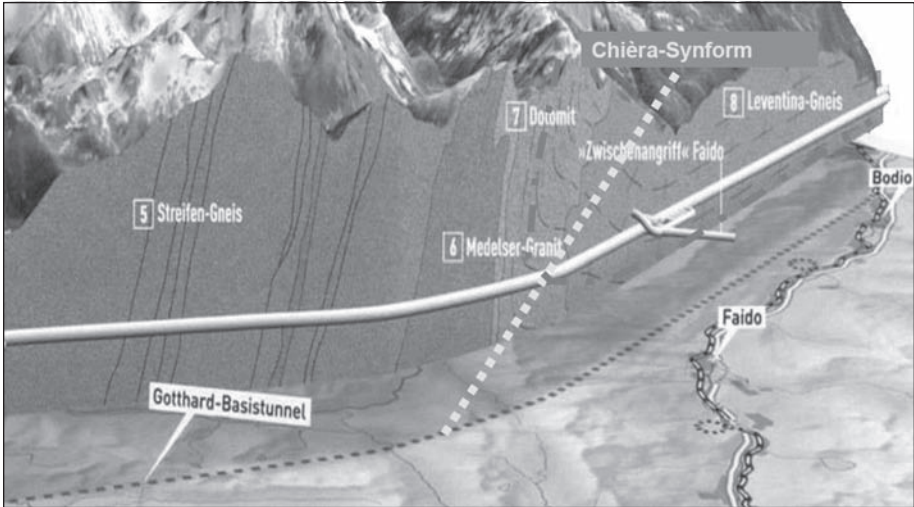 Chièra-Synform
7 Dolomit
8 Leventina-Gneis
»Zwischenangriff« Faido
Bodio
5 Streifen-Gneis
6 Medelser-Granit
Faido
Gotthard-Basistunnel